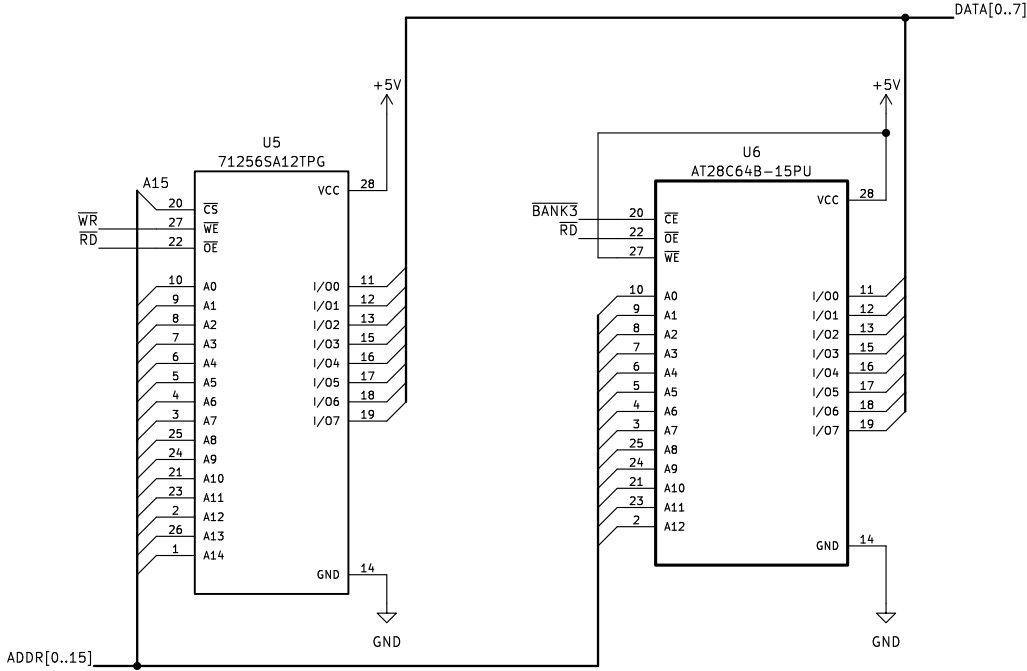 DATA[0..7]
+5V
+5V
U5
71256SA12TPG
U6
AT28C64B-15PU
A15
VCC 28
VCC 28
20 CS
WR 27 WE
RD 22 OE
BANK3 20 CE
RD 22 OE
27 WE
10 A0 I/O0 11
9 A1 I/O1 12
8 A2 I/O2 13
7 A3 I/O3 15
6 A4 I/O4 16
5 A5 I/O5 17
4 A6 I/O6 18
3 A7 I/O7 19
25 A8
24 A9
21 A10
23 A11
2 A12
26 A13
1 A14
GND 14
GND
10 A0 I/O0 11
9 A1 I/O1 12
8 A2 I/O2 13
7 A3 I/O3 15
6 A4 I/O4 16
5 A5 I/O5 17
4 A6 I/O6 18
3 A7 I/O7 19
25 A8
24 A9
21 A10
23 A11
2 A12
GND 14
GND
ADDR[0..15]